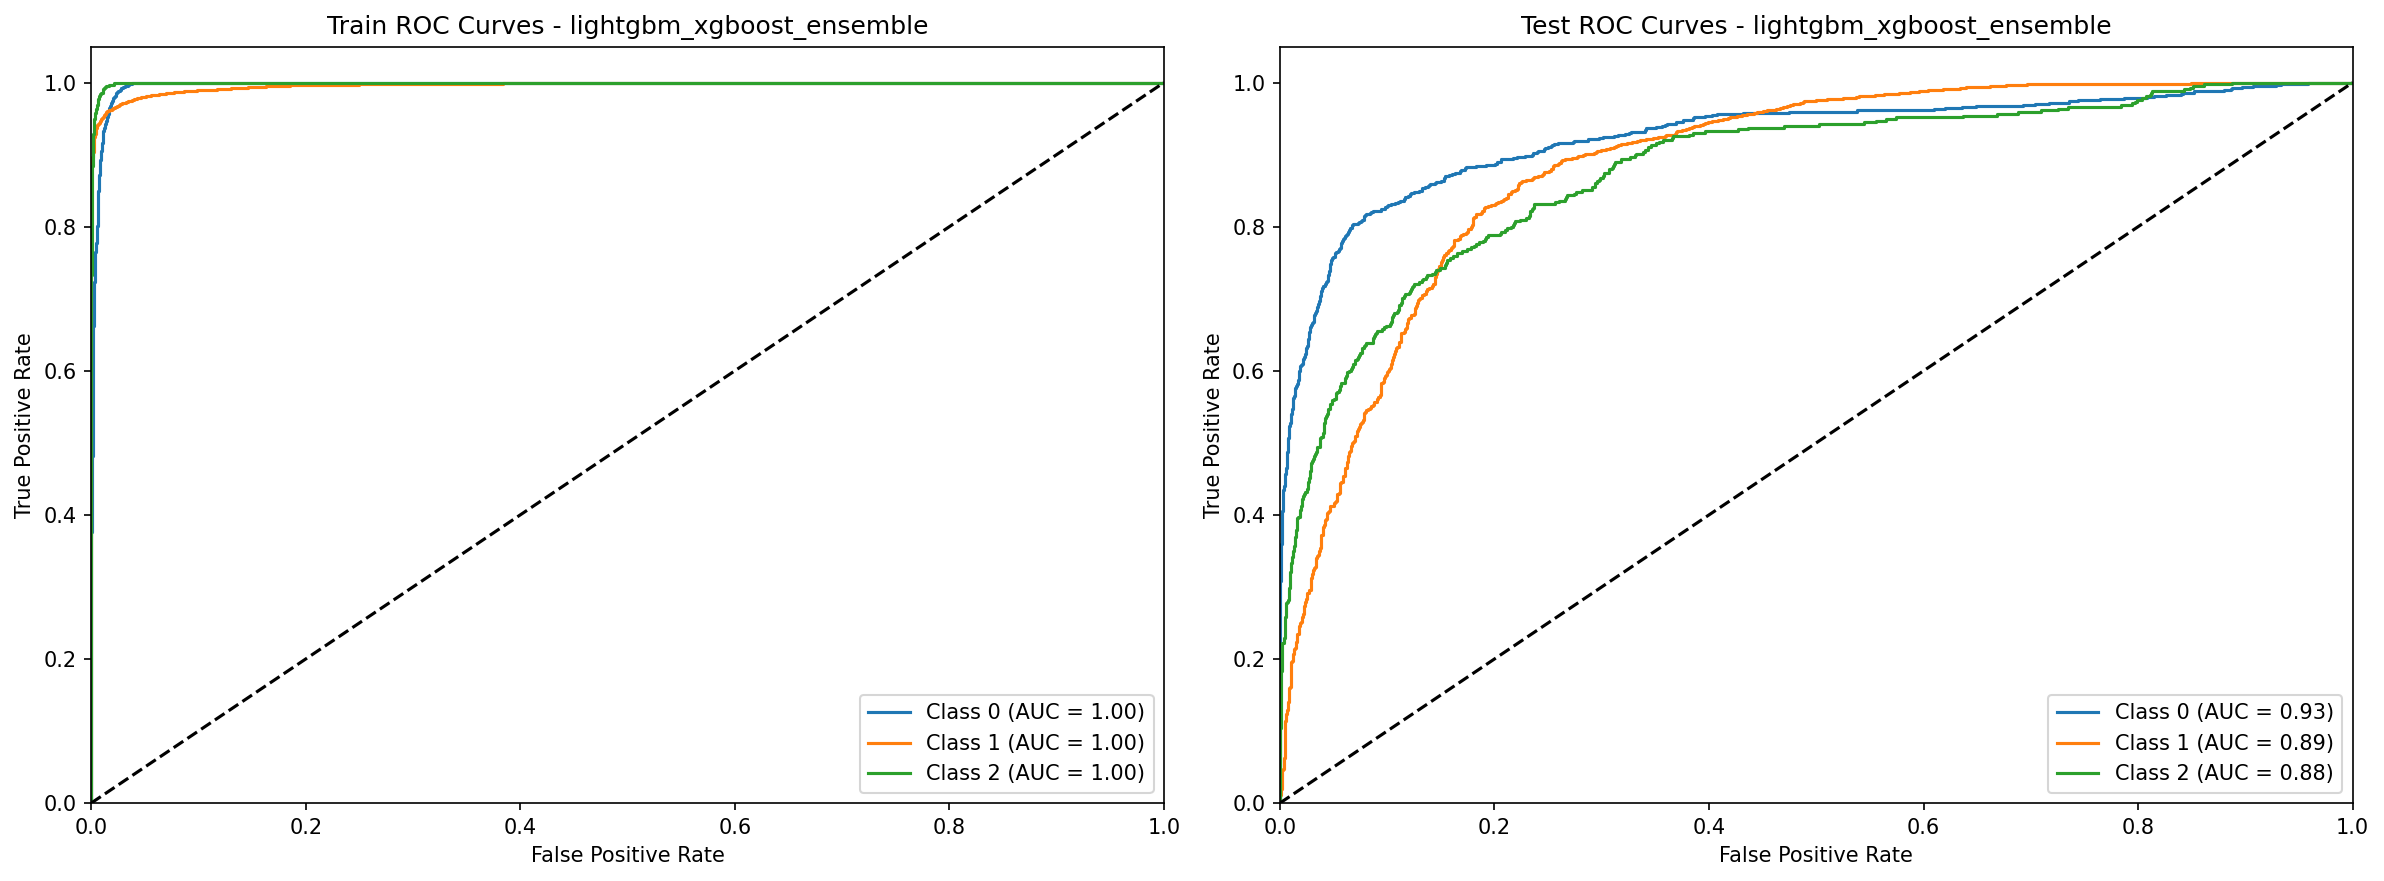 Train ROC Curves - lightgbm_xgboost_ensemble
True Positive Rate
1.0
0.8
0.6
0.4
0.2
0.0
Class 0 (AUC = 1.00)
Class 1 (AUC = 1.00)
Class 2 (AUC = 1.00)
0.0 0.2 0.4 0.6 0.8 1.0
False Positive Rate
Test ROC Curves - lightgbm_xgboost_ensemble
True Positive Rate
1.0
0.8
0.6
0.4
0.2
0.0
Class 0 (AUC = 0.93)
Class 1 (AUC = 0.89)
Class 2 (AUC = 0.88)
0.0 0.2 0.4 0.6 0.8 1.0
False Positive Rate